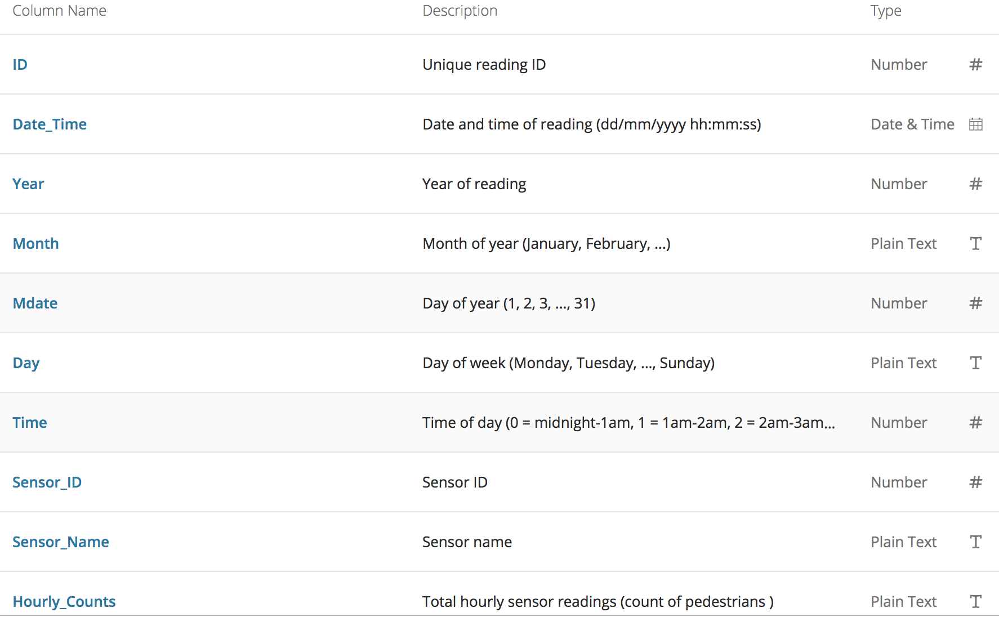 Column Name Description Type
ID Unique reading ID Number #
Date_Time Date and time of reading (dd/mm/yyyy hh:mm:ss) Date & Time
Year Year of reading Number #
Month Month of year (January, February, ...) Plain Text T
Mdate Day of year (1, 2, 3, ..., 31) Number #
Day Day of week (Monday, Tuesday, ..., Sunday) Plain Text T
Time Time of day (0 = midnight-1am, 1 = 1am-2am, 2 = 2am-3am... Number #
Sensor_ID Sensor ID Number #
Sensor_Name Sensor name Plain Text T
Hourly_Counts Total hourly sensor readings (count of pedestrians ) Plain Text T